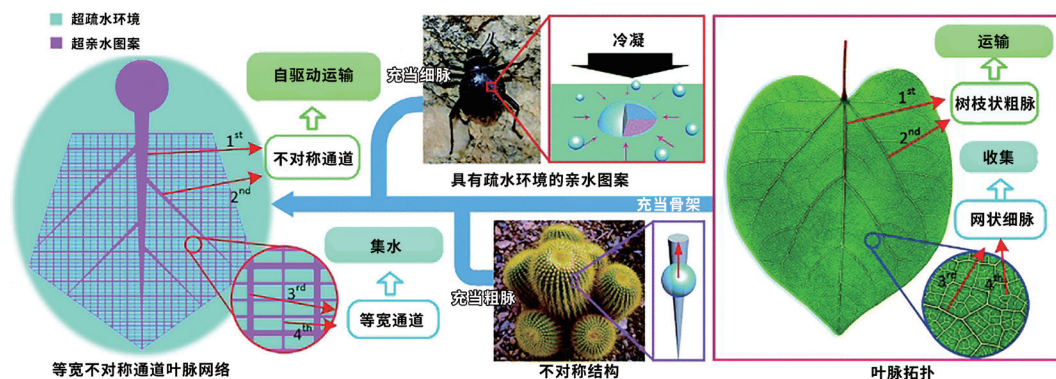 超疏水环境
超亲水图案
自驱动运输
1st
不对称通道
2nd
集水
3rd
4th
等宽通道
等宽不对称通道叶脉网络
充当细脉
冷凝
具有疏水环境的亲水图案
充当骨架
充当粗脉
不对称结构
运输
1st
树枝状粗脉
2nd
收集
网状细脉
3rd
4th
叶脉拓扑